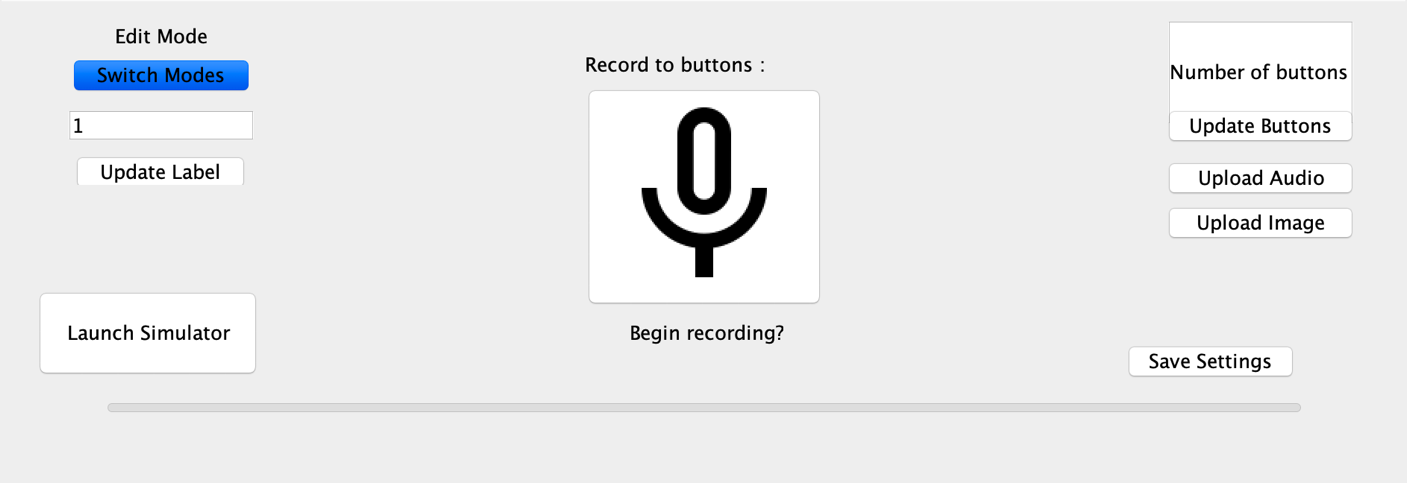 Edit Mode
Switch Modes
1
Update Label
Launch Simulator
Record to buttons :
Begin recording?
Number of buttons
Update Buttons
Upload Audio
Upload Image
Save Settings